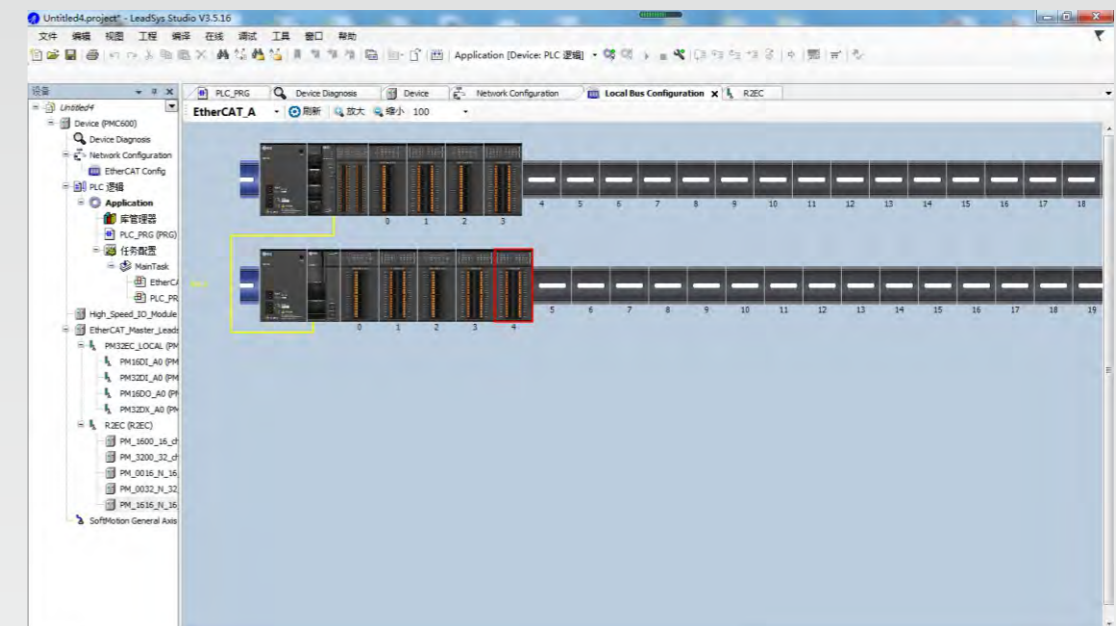 Untitled4.project* - LeadSys Studio V3.5.16
文件 编辑 视图 工程 编译 在线 调试 工具 窗口 帮助
Application [Device: PLC 逻辑]
设备
PLC_PRG Device Diagnosis Device Network Configuration Local Bus Configuration X R2EC
Untitled4
EtherCAT_A 刷新 放大 缩小 100
Device (PMC600)
Device Diagnosis
Network Configuration
EtherCAT Config
PLC 逻辑
Application
库管理器
PLC_PRG (PRG)
任务配置
MainTask
EtherCA
PLC_PR
High_Speed_IO_Module
EtherCAT_Master_Leads
PM32EC_LOCAL (PM
PM16DI_A0 (PM
PM32DI_A0 (PM
PM16DO_A0 (PM
PM32DX_A0 (PM
R2EC (R2EC)
PM_1600_16_ch
PM_3200_32_ch
PM_0016_N_16
PM_0032_N_32
PM_1616_N_16
SoftMotion General Axis
0 1 2 3 4 5 6 7 8 9 10 11 12 13 14 15 16 17 18
0 1 2 3 4 5 6 7 8 9 10 11 12 13 14 15 16 17 18 19